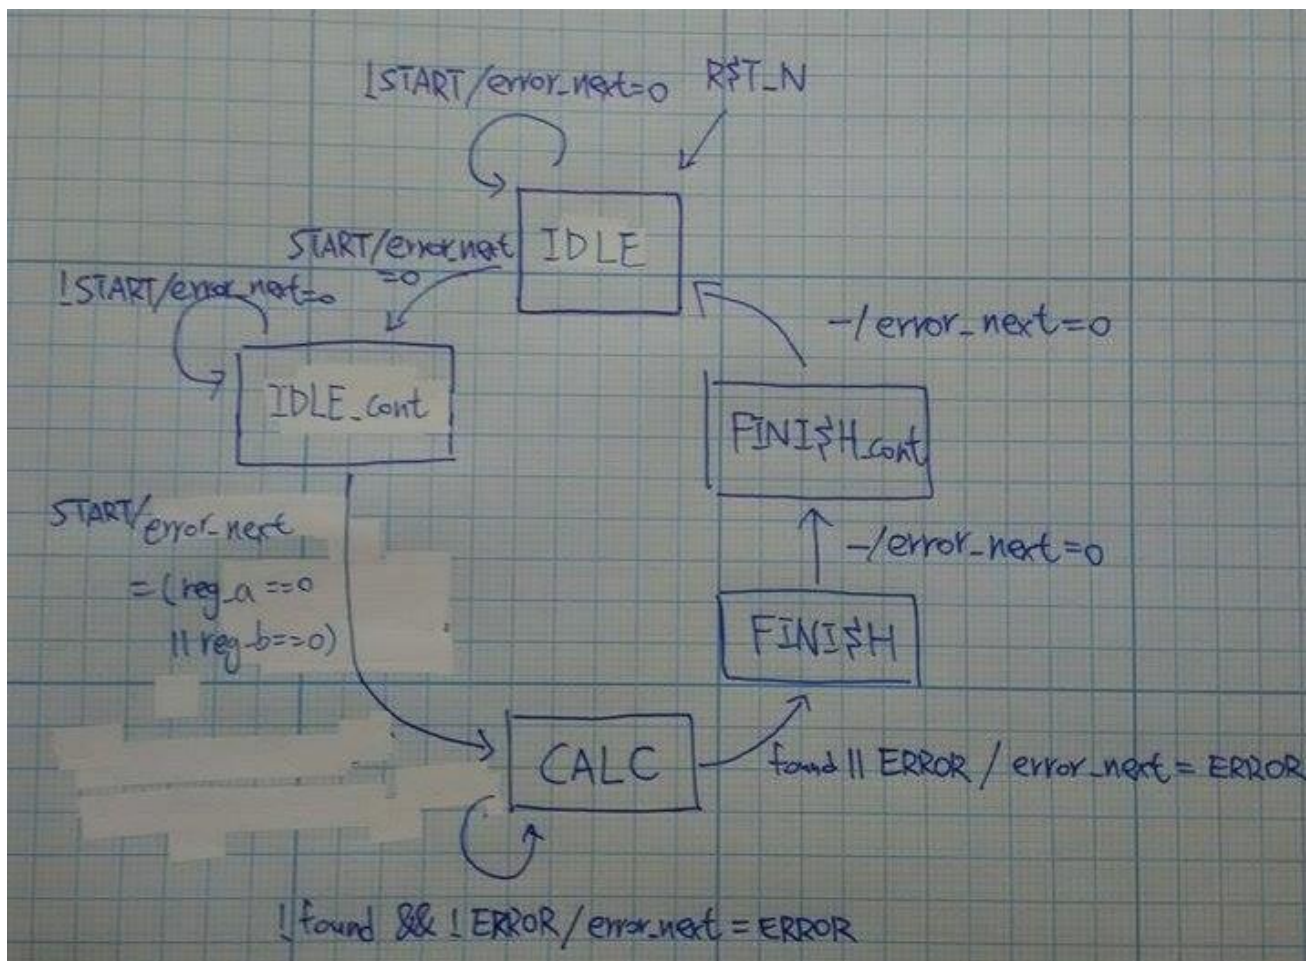 !START/error_next=0
RST_N
START/error_next
=0
IDLE
!START/error_next=0
-/error_next=0
IDLE_cont
FINISH_cont
START/error_next
=(reg_a==0
||reg_b==0)
-/error_next=0
FINISH
CALC
found || ERROR / error_next = ERROR
!found && !ERROR / error_next = ERROR